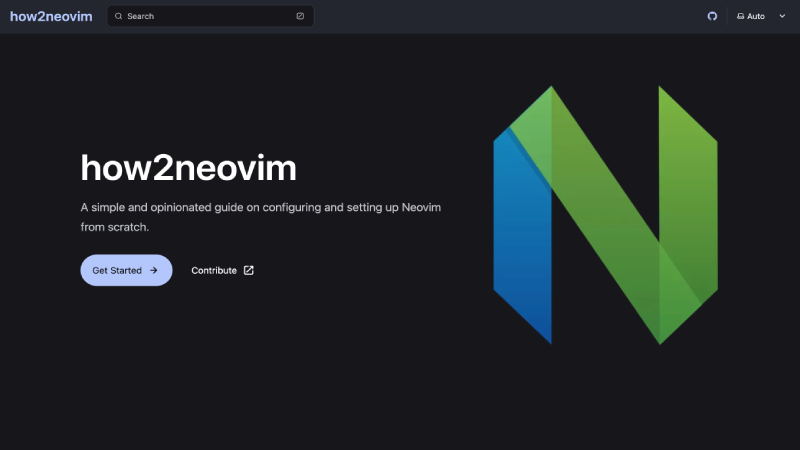 how2neovim
Search
Auto
how2neovim
A simple and opinionated guide on configuring and setting up Neovim
from scratch.
Get Started
Contribute